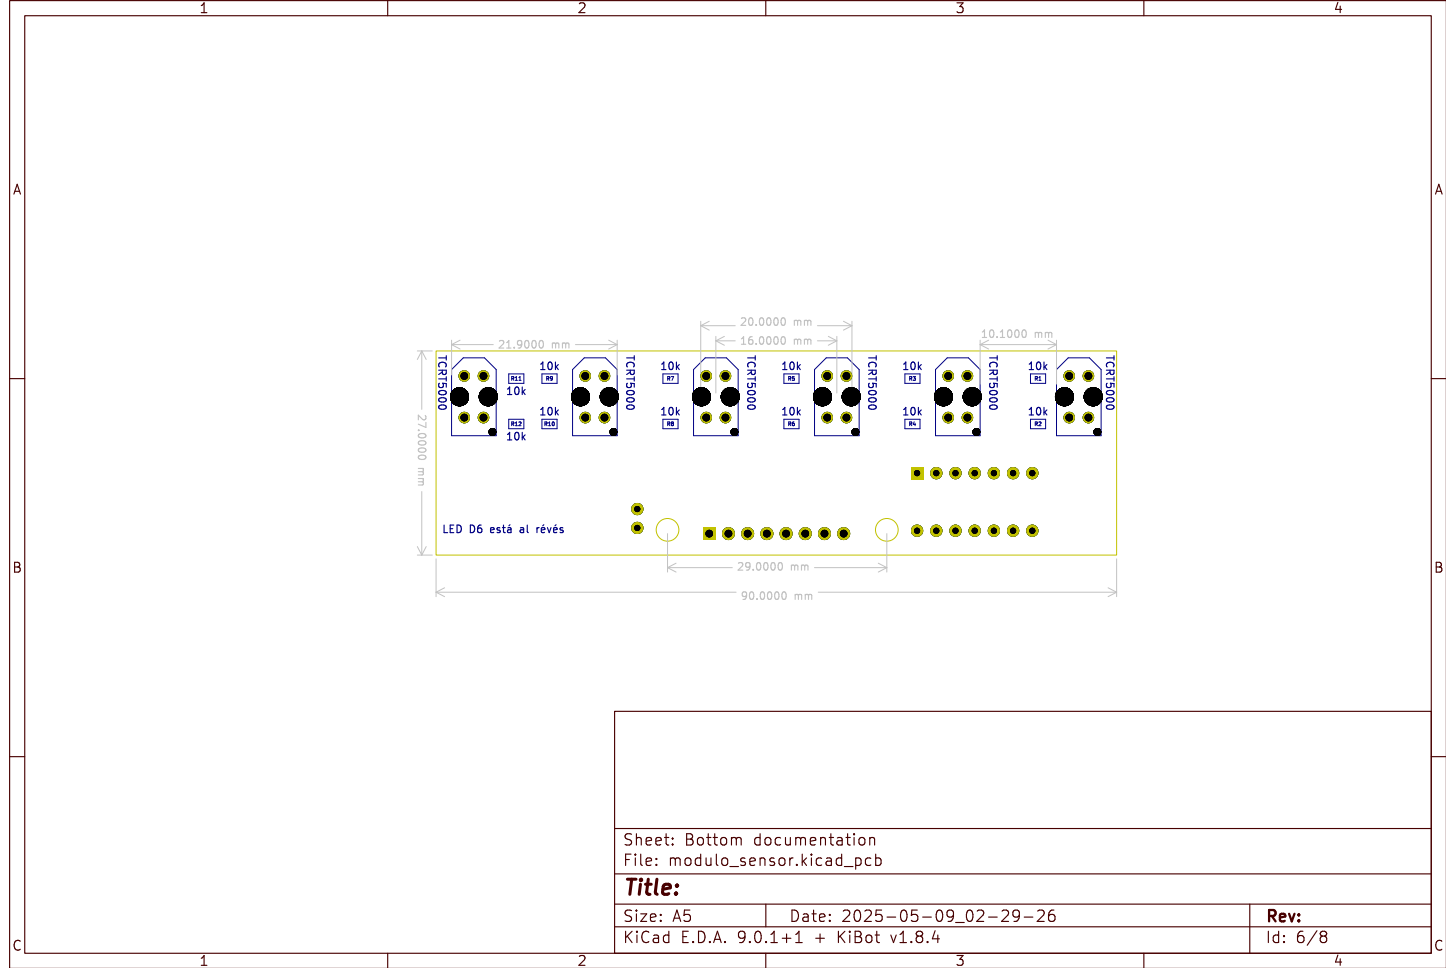 1 2 3 4
A A
20.0000 mm
10.1000 mm
16.0000 mm
21.9000 mm
TCRT5000 TCRT5000 TCRT5000 TCRT5000 TCRT5000 TCRT5000
10k 10k 10k 10k 10k
R11 R9 R7 R5 R3 R1
10k
10k 10k 10k 10k 10k
R12 R10 R8 R6 R4 R2
10k
27.0000 mm
LED D6 está al révés
29.0000 mm
B B
90.0000 mm
Sheet: Bottom documentation
File: modulo_sensor.kicad_pcb
Title:
Size: A5 Date: 2025-05-09_02-29-26 Rev:
KiCad E.D.A. 9.0.1+1 + KiBot v1.8.4 Id: 6/8
C C
1 2 3 4